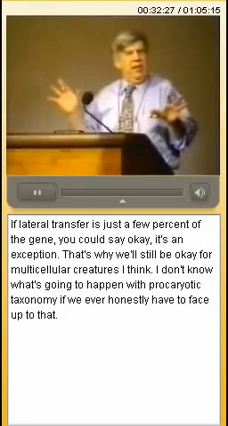 00:32:27 / 01:05:15
If lateral transfer is just a few percent of
the gene, you could say okay, it's an
exception. That's why we'll still be okay for
multicellular creatures I think. I don't know
what's going to happen with procaryotic
taxonomy if we ever honestly have to face
up to that.